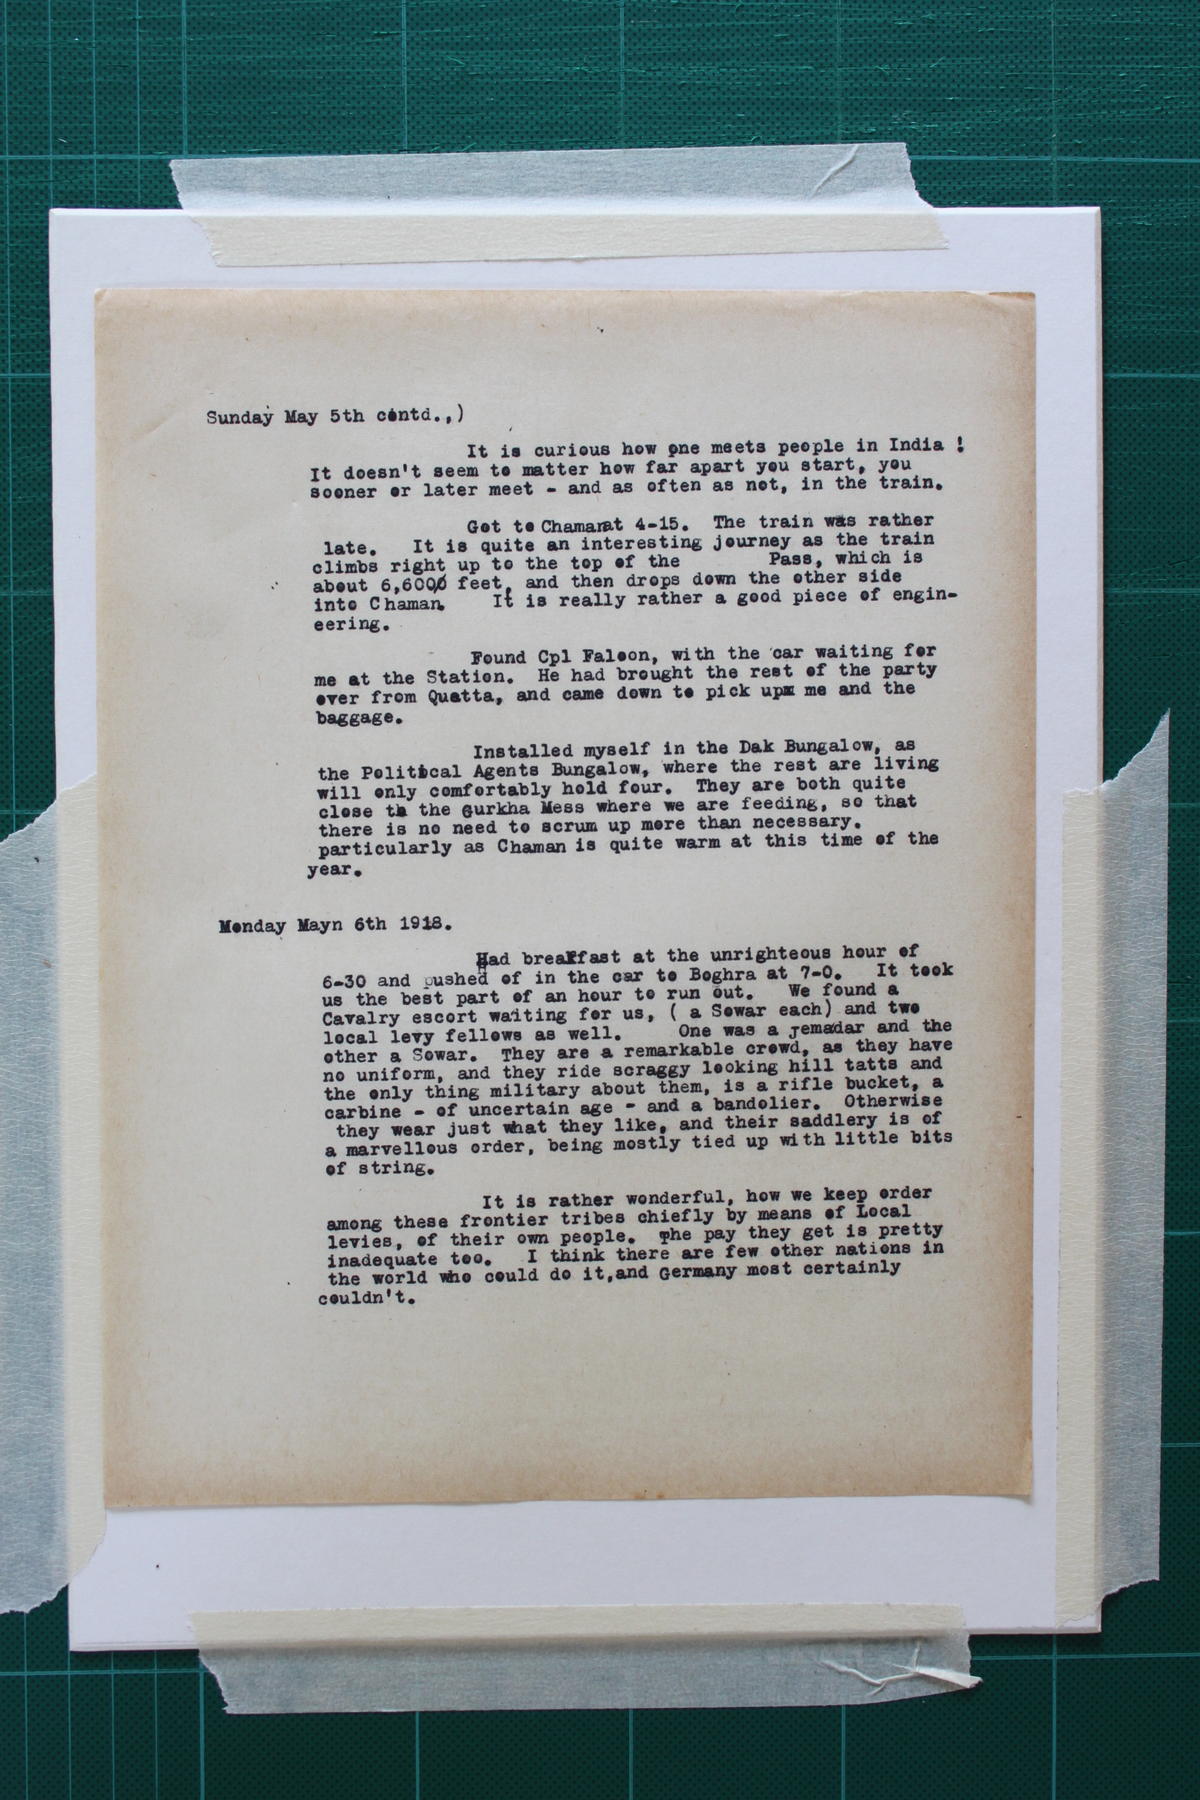 Sunday May 5th contd.,)
It is curious how one meets people in India !
It doesn't seem to matter how far apart you start, you
sooner or later meet - and as often as not, in the train.
Got to Chaman at 4-15. The train was rather
late. It is quite an interesting journey as the train
climbs right up to the top of the Pass, which is
about 6,600 feet, and then drops down the other side
into Chaman. It is really rather a good piece of engin-
eering.
Found Cpl Faloon, with the car waiting for
me at the Station. He had brought the rest of the party
over from Quatta, and came down to pick up me and the
baggage.
Installed myself in the Dak Bungalow, as
the Political Agents Bungalow, where the rest are living
will only comfortably hold four. They are both quite
close to the Gurkha Mess where we are feeding, so that
there is no need to scrum up more than necessary.
particularly as Chaman is quite warm at this time of the
year.
Monday Mayn 6th 1918.
Had breakfast at the unrighteous hour of
6-30 and pushed of in the car to Boghra at 7-0. It took
us the best part of an hour to run out. We found a
Cavalry escort waiting for us, ( a Sowar each) and two
local levy fellows as well. One was a Jemadar and the
other a Sowar. They are a remarkable crowd, as they have
no uniform, and they ride scraggy looking hill tatts and
the only thing military about them, is a rifle bucket, a
carbine - of uncertain age - and a bandolier. Otherwise
they wear just what they like, and their saddlery is of
a marvellous order, being mostly tied up with little bits
of string.
It is rather wonderful, how we keep order
among these frontier tribes chiefly by means of Local
levies, of their own people. The pay they get is pretty
inadequate too. I think there are few other nations in
the world who could do it,and Germany most certainly
couldn't.